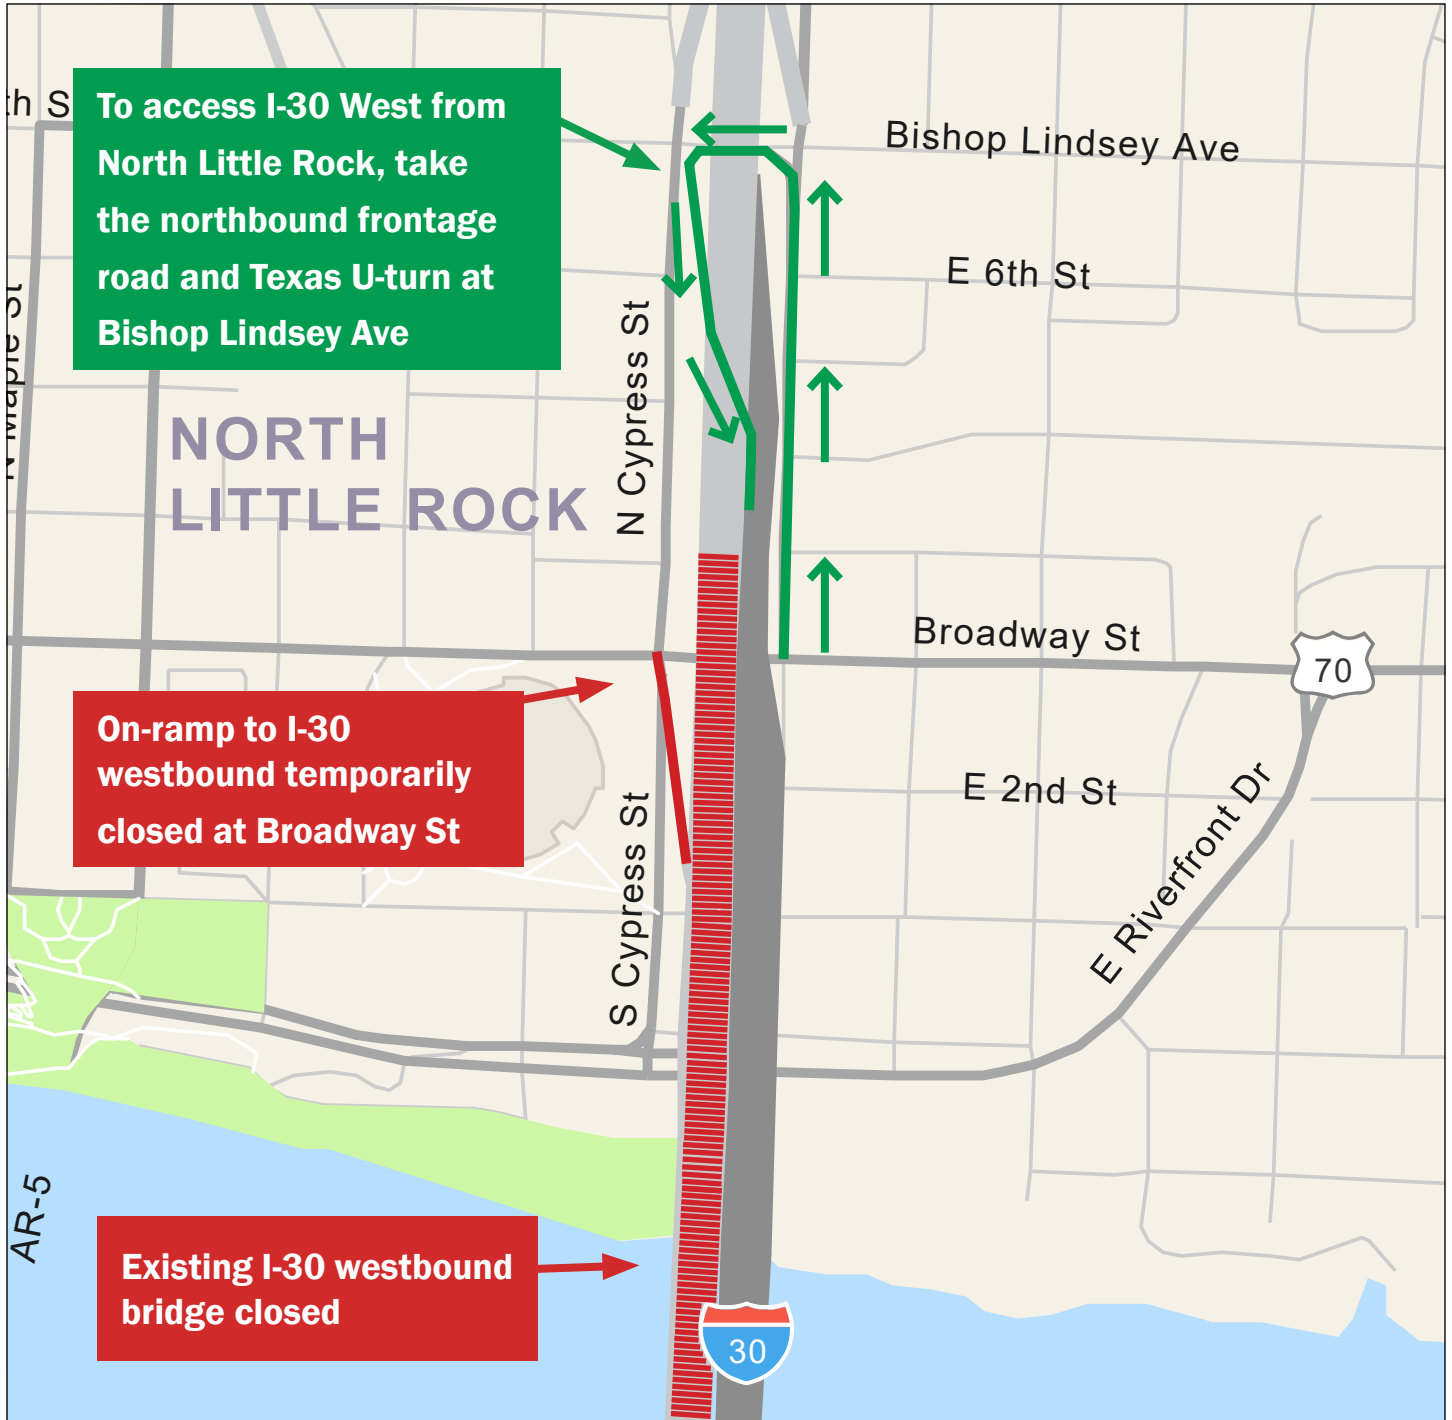 th S
To access I-30 West from
North Little Rock, take
the northbound frontage
road and Texas U-turn at
Bishop Lindsey Ave
Bishop Lindsey Ave
E 6th St
N Maple St
N Cypress St
NORTH
LITTLE ROCK
Broadway St
70
On-ramp to I-30
westbound temporarily
closed at Broadway St
E 2nd St
E Riverfront Dr
S Cypress St
AR-5
Existing I-30 westbound
bridge closed
30